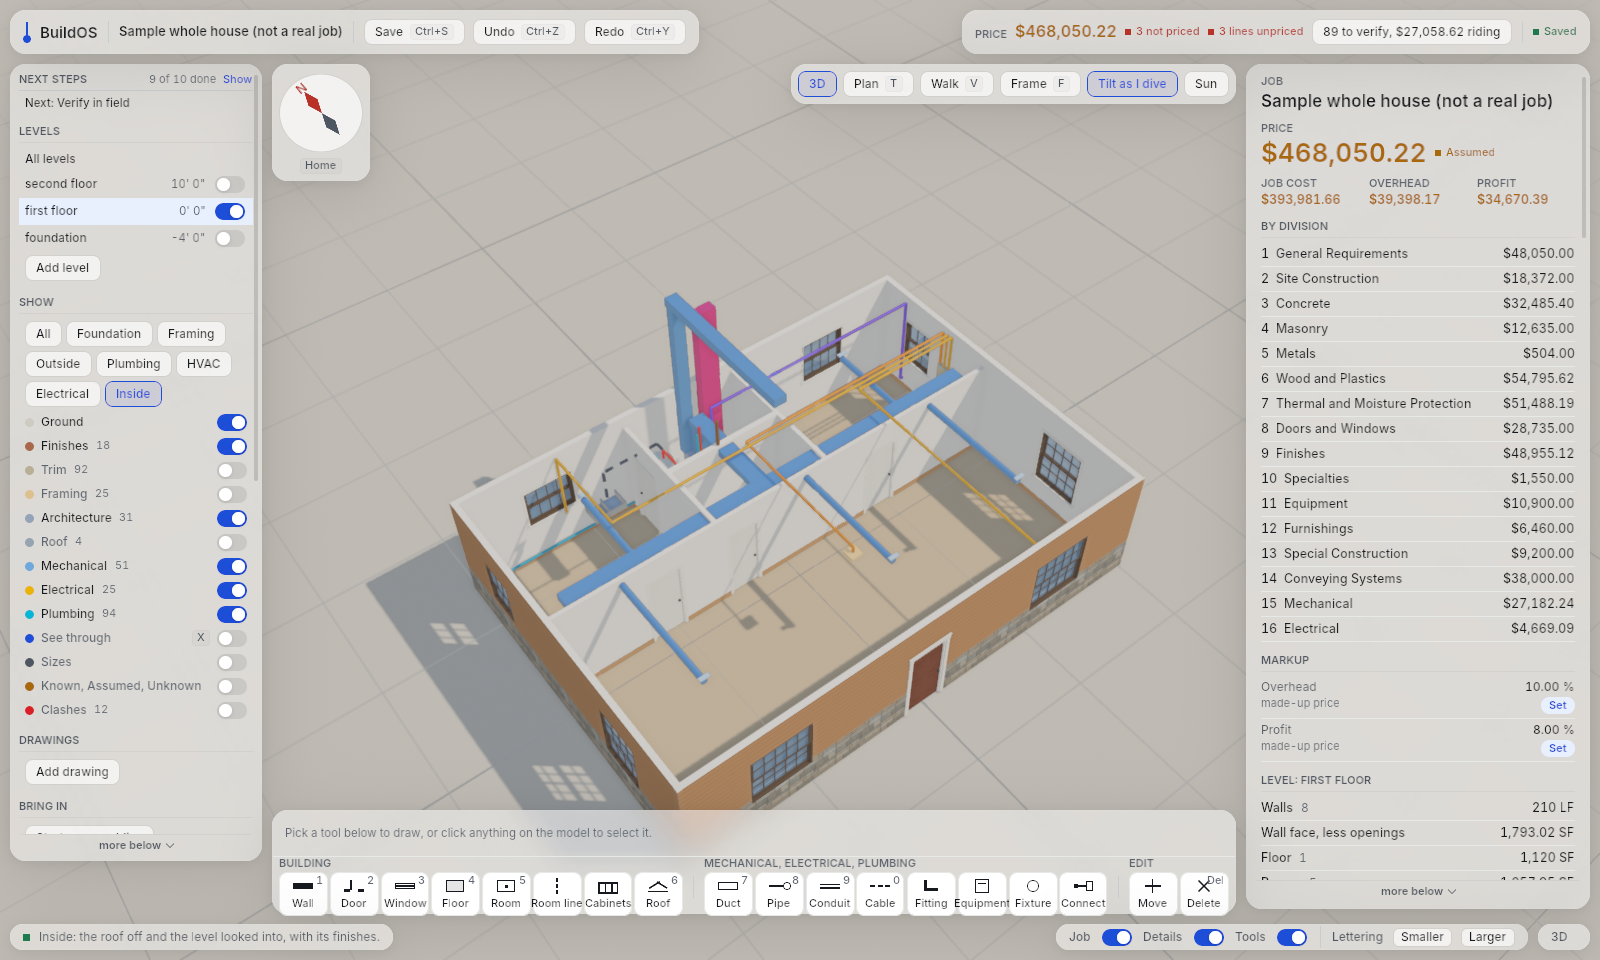 BuildOS
Sample whole house (not a real job)
Save Ctrl+S
Undo Ctrl+Z
Redo Ctrl+Y
PRICE $468,050.22
3 not priced
3 lines unpriced
89 to verify, $27,058.62 riding
Saved
NEXT STEPS 9 of 10 done Show
Next: Verify in field
LEVELS
All levels
second floor 10' 0"
first floor 0' 0"
foundation -4' 0"
Add level
SHOW
All Foundation Framing
Outside Plumbing HVAC
Electrical Inside
Ground
Finishes 18
Trim 92
Framing 25
Architecture 31
Roof 4
Mechanical 51
Electrical 25
Plumbing 94
See through X
Sizes
Known, Assumed, Unknown
Clashes 12
DRAWINGS
Add drawing
BRING IN
more below
N
Home
3D
Plan T
Walk V
Frame F
Tilt as I dive
Sun
JOB
Sample whole house (not a real job)
PRICE
$468,050.22 Assumed
JOB COST OVERHEAD PROFIT
$393,981.66 $39,398.17 $34,670.39
BY DIVISION
1 General Requirements $48,050.00
2 Site Construction $18,372.00
3 Concrete $32,485.40
4 Masonry $12,635.00
5 Metals $504.00
6 Wood and Plastics $54,795.62
7 Thermal and Moisture Protection $51,488.19
8 Doors and Windows $28,735.00
9 Finishes $48,955.12
10 Specialties $1,550.00
11 Equipment $10,900.00
12 Furnishings $6,460.00
13 Special Construction $9,200.00
14 Conveying Systems $38,000.00
15 Mechanical $27,182.24
16 Electrical $4,669.09
MARKUP
Overhead 10.00 %
made-up price Set
Profit 8.00 %
made-up price Set
LEVEL: FIRST FLOOR
Walls 8 210 LF
Wall face, less openings 1,793.02 SF
Floor 1 1,120 SF
more below
Pick a tool below to draw, or click anything on the model to select it.
BUILDING
1 Wall
2 Door
3 Window
4 Floor
5 Room
Room line
Cabinets
6 Roof
MECHANICAL, ELECTRICAL, PLUMBING
7 Duct
8 Pipe
9 Conduit
0 Cable
Fitting
Equipment
Fixture
Connect
EDIT
Move
Del Delete
Inside: the roof off and the level looked into, with its finishes.
Job Details Tools Lettering Smaller Larger 3D